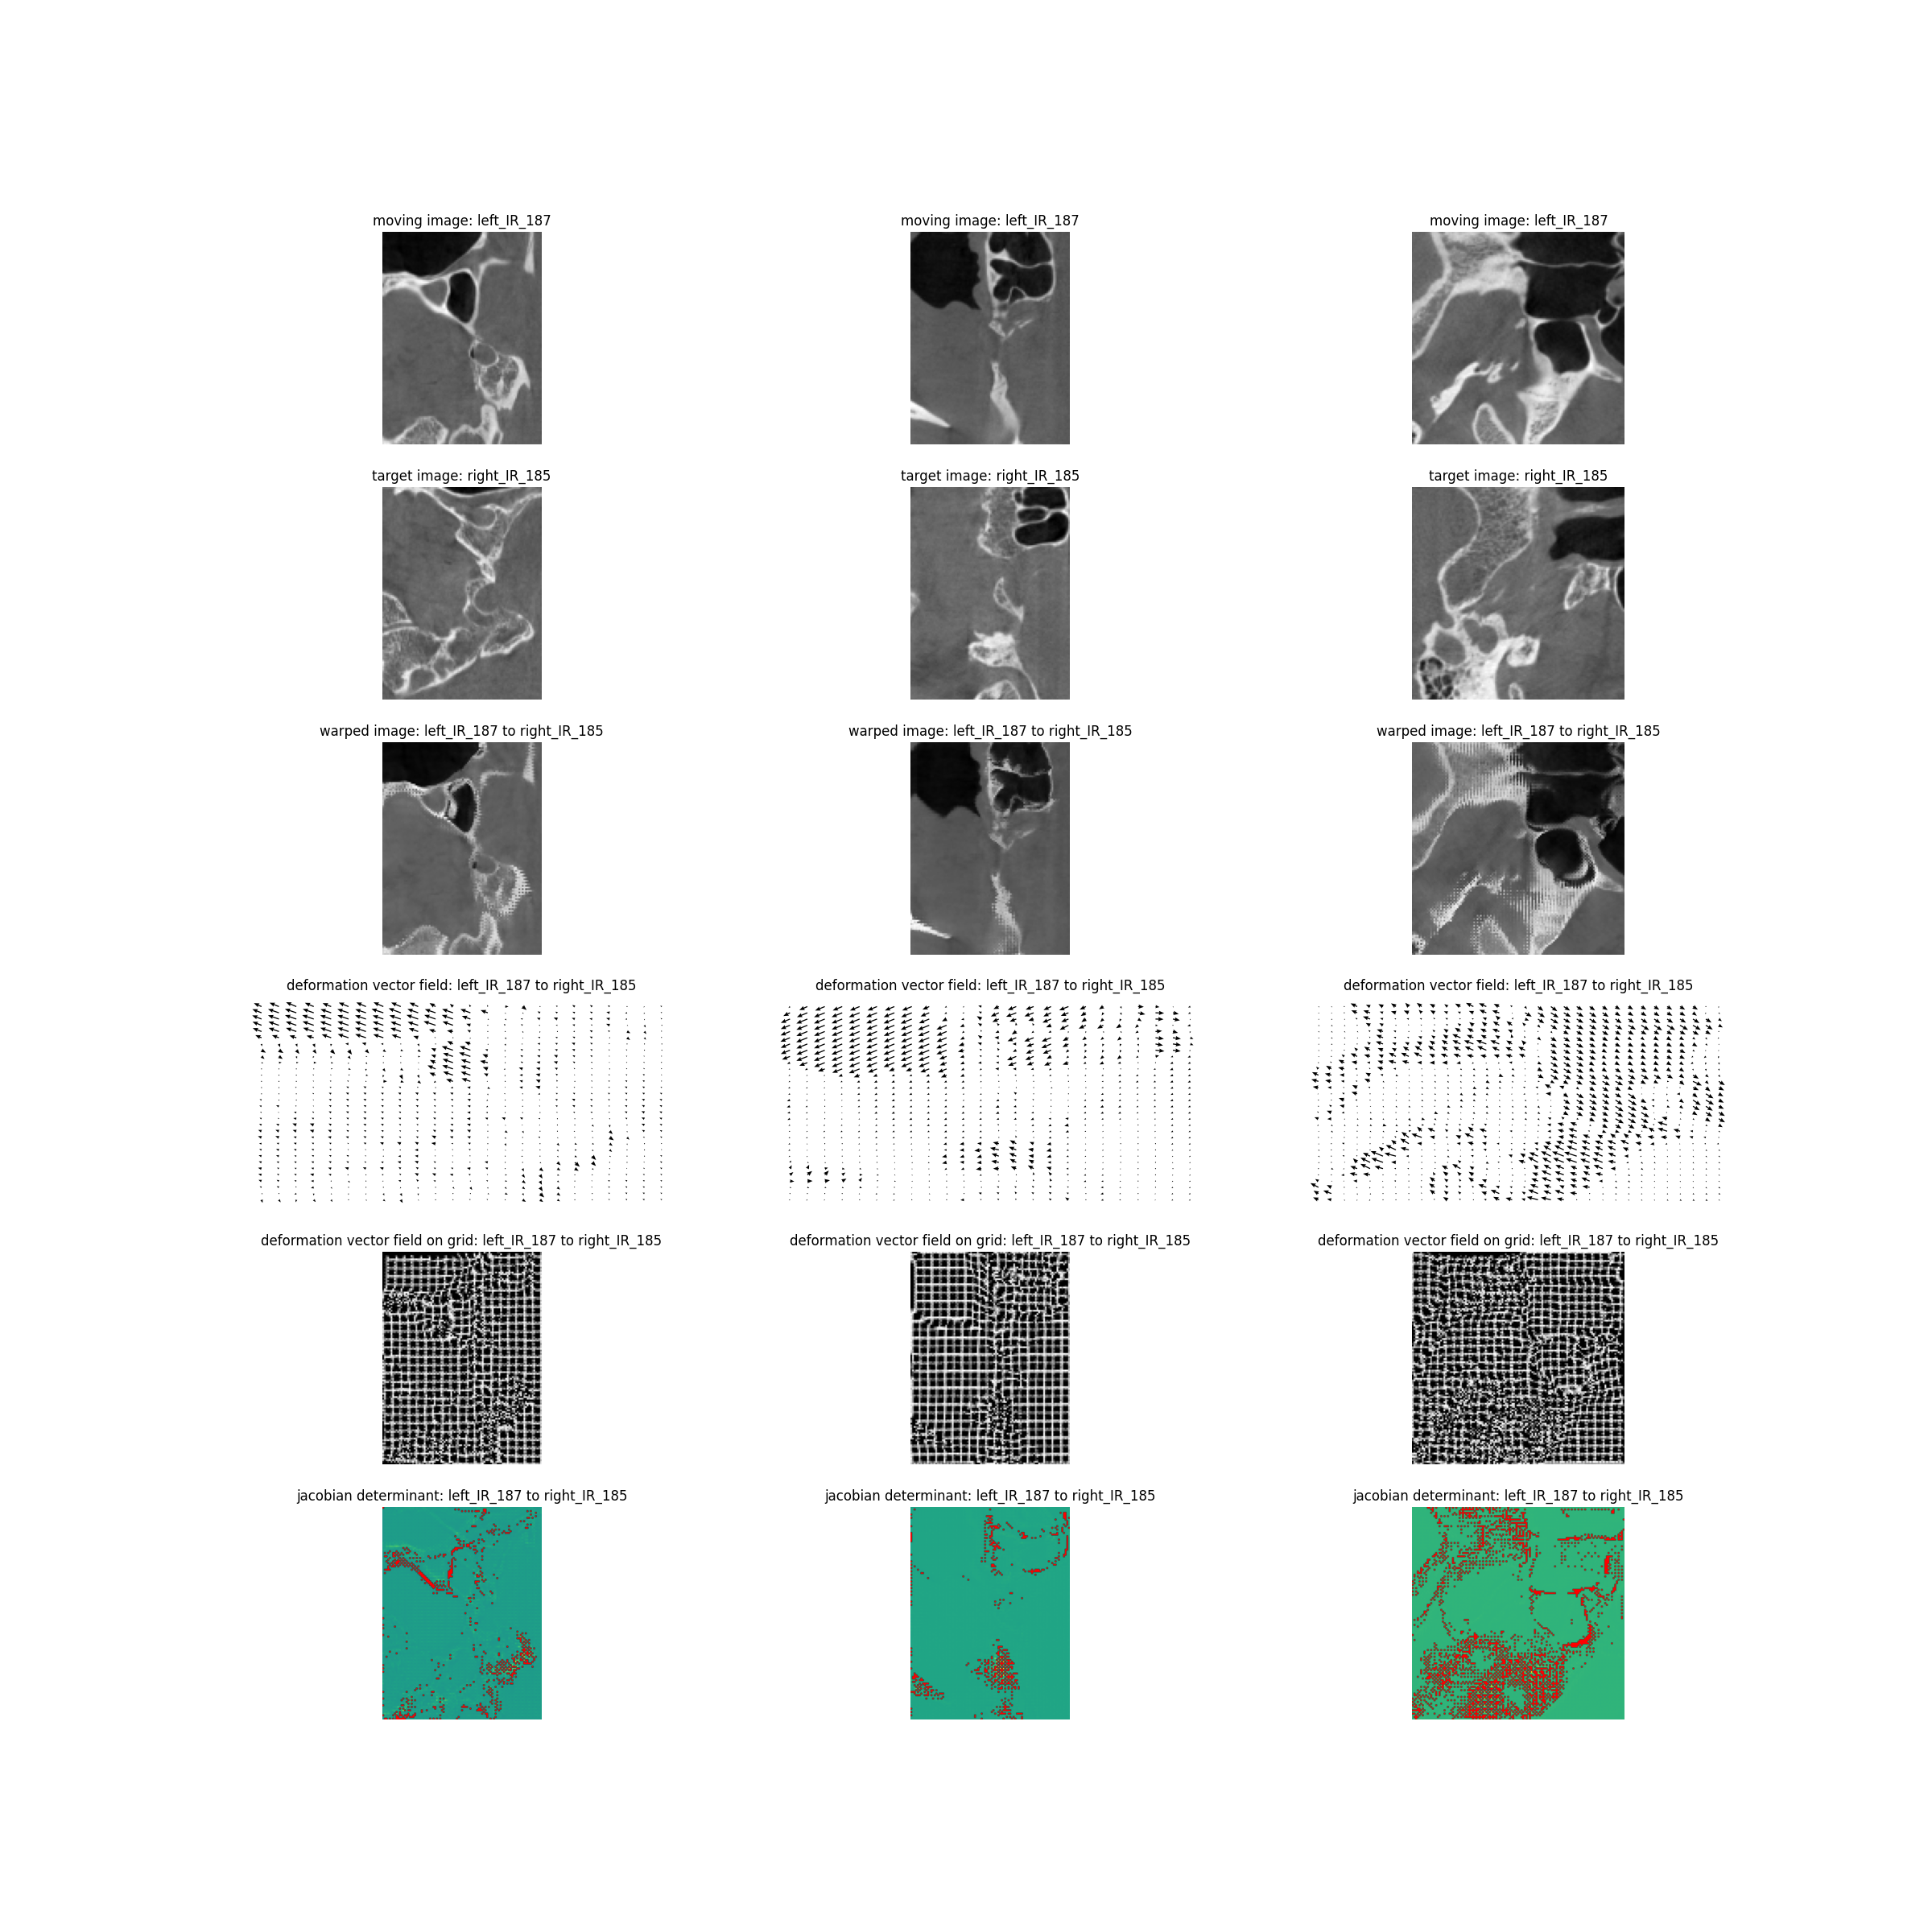 moving image: left_IR_187 moving image: left_IR_187 moving image: left_IR_187
target image: right_IR_185 target image: right_IR_185 target image: right_IR_185
warped image: left_IR_187 to right_IR_185 warped image: left_IR_187 to right_IR_185 warped image: left_IR_187 to right_IR_185
deformation vector field: left_IR_187 to right_IR_185 deformation vector field: left_IR_187 to right_IR_185 deformation vector field: left_IR_187 to right_IR_185
deformation vector field on grid: left_IR_187 to right_IR_185 deformation vector field on grid: left_IR_187 to right_IR_185 deformation vector field on grid: left_IR_187 to right_IR_185
jacobian determinant: left_IR_187 to right_IR_185 jacobian determinant: left_IR_187 to right_IR_185 jacobian determinant: left_IR_187 to right_IR_185